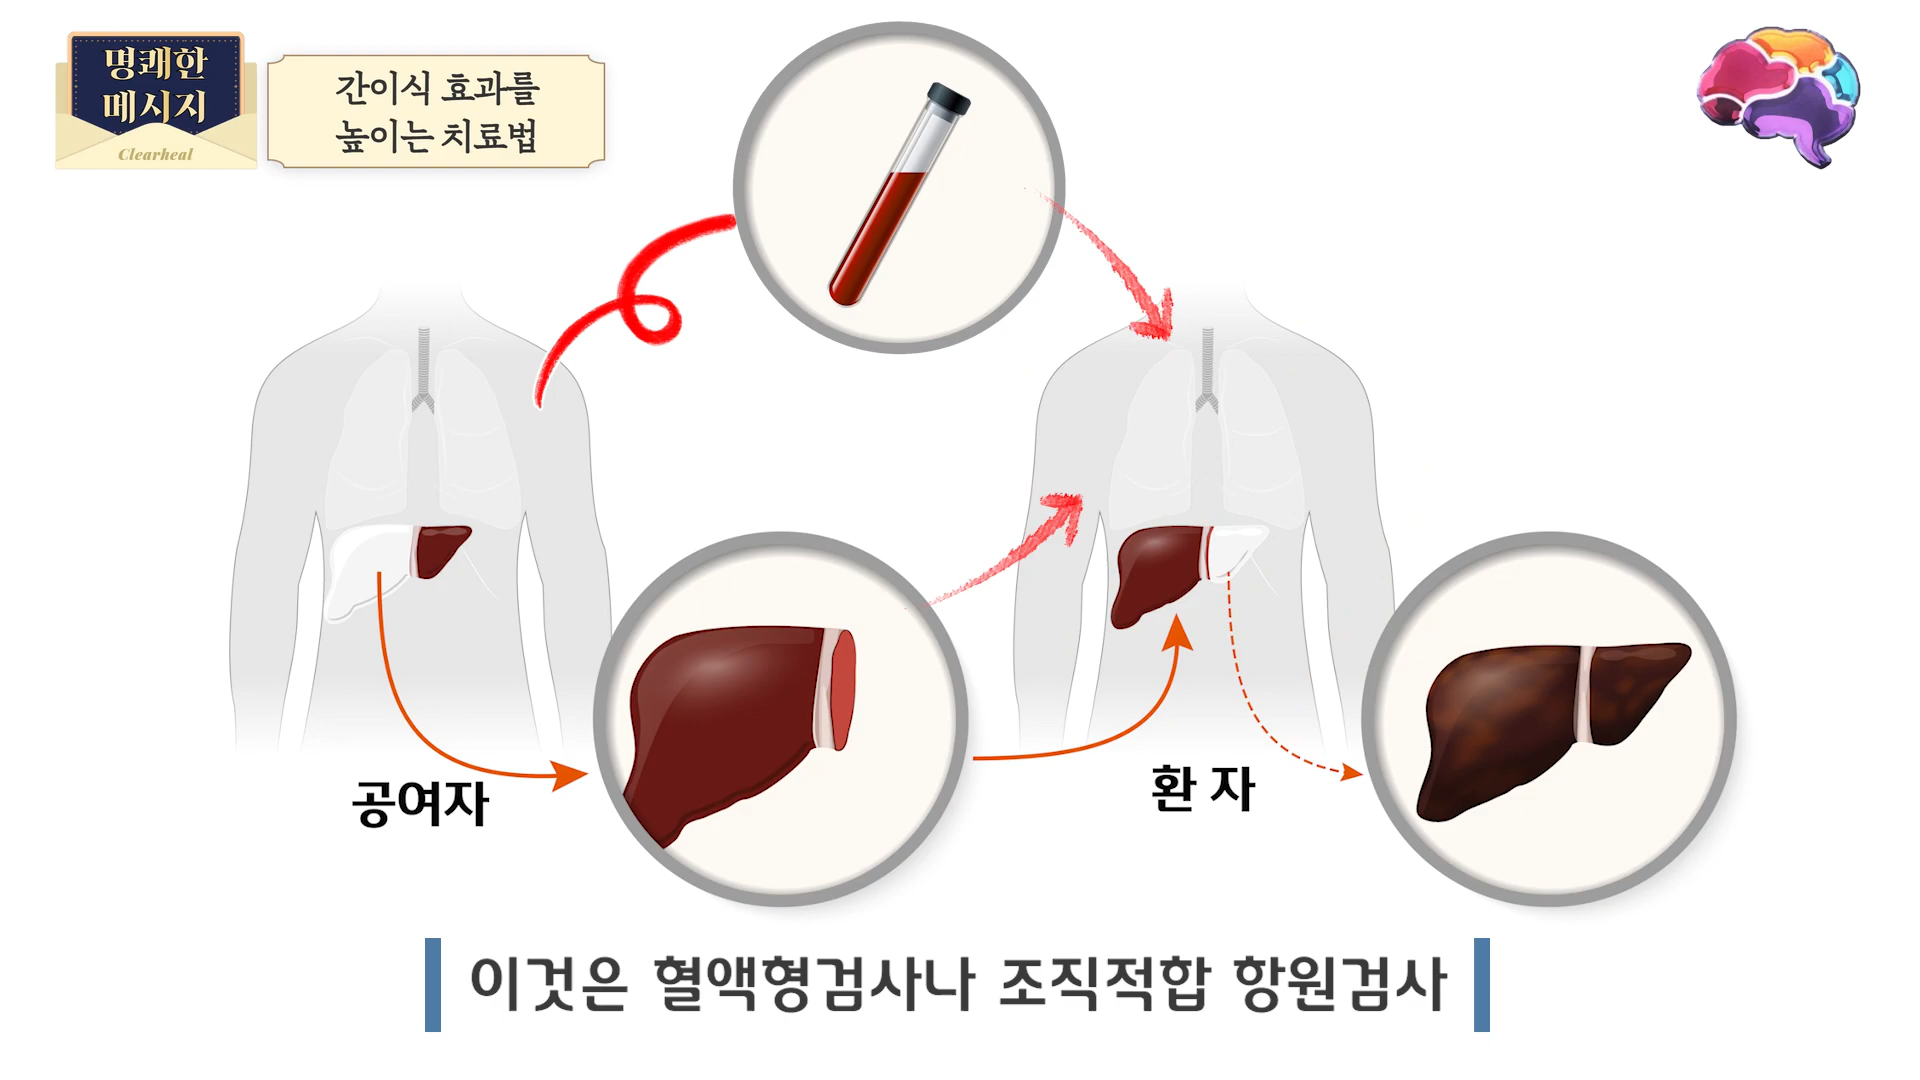 명쾌한
메시지
Clearheal
간이식 효과를
높이는 치료법
공여자
환 자
이것은 혈액형검사나 조직적합 항원검사